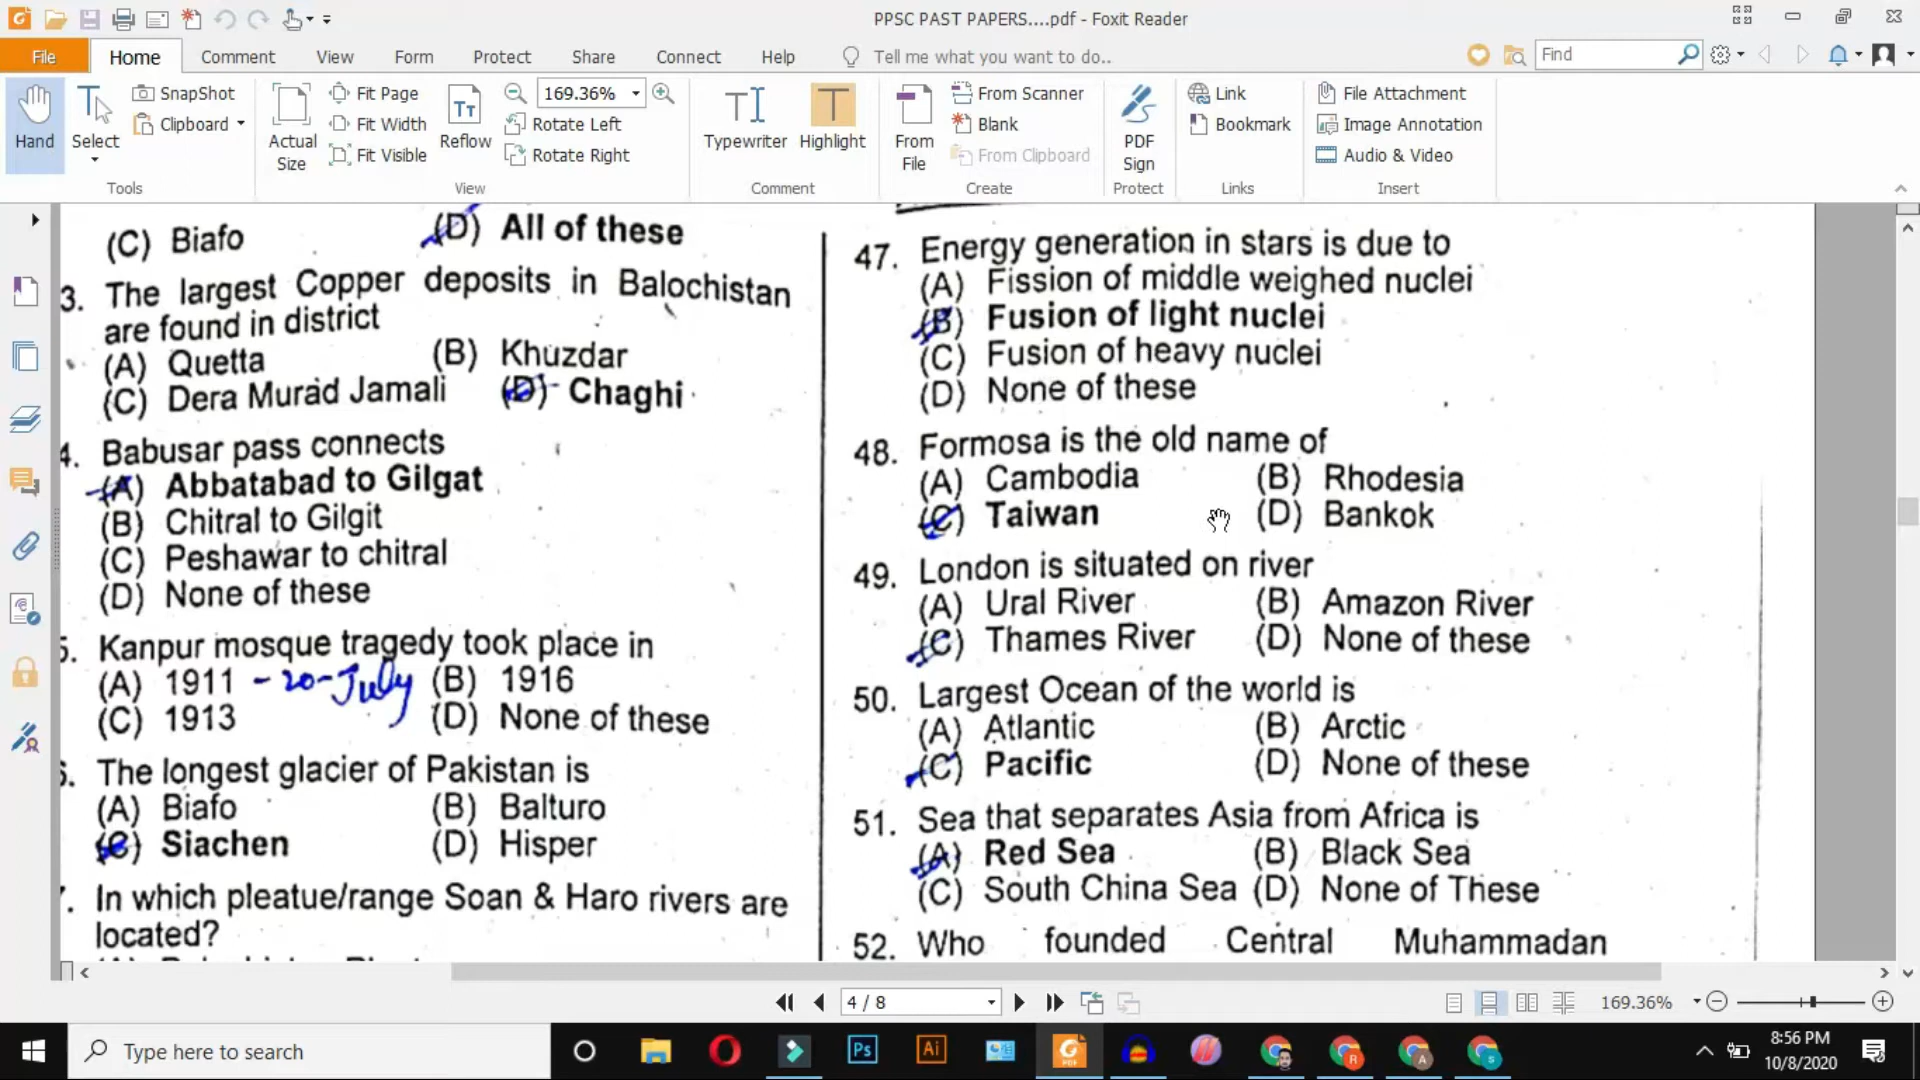 PPSC PAST PAPERS....pdf - Foxit Reader
File Home Comment View Form Protect Share Connect Help Tell me what you want to do.. Find
Hand
Select
SnapShot
Clipboard
Tools
Actual Size
Fit Page
Fit Width
Fit Visible
Reflow
169.36%
Rotate Left
Rotate Right
View
Typewriter
Highlight
Comment
From File
From Scanner
Blank
From Clipboard
Create
PDF Sign
Protect
Link
Bookmark
Links
File Attachment
Image Annotation
Audio & Video
Insert
(C) Biafo (D) All of these
3. The largest Copper deposits in Balochistan
are found in district
(A) Quetta (B) Khuzdar
(C) Dera Murad Jamali (D) Chaghi
4. Babusar pass connects
(A) Abbatabad to Gilgat
(B) Chitral to Gilgit
(C) Peshawar to chitral
(D) None of these
5. Kanpur mosque tragedy took place in
(A) 1911 - 20 - July (B) 1916
(C) 1913 (D) None of these
6. The longest glacier of Pakistan is
(A) Biafo (B) Balturo
(C) Siachen (D) Hisper
7. In which pleatue/range Soan & Haro rivers are
located?
47. Energy generation in stars is due to
(A) Fission of middle weighed nuclei
(B) Fusion of light nuclei
(C) Fusion of heavy nuclei
(D) None of these
48. Formosa is the old name of
(A) Cambodia (B) Rhodesia
(C) Taiwan (D) Bankok
49. London is situated on river
(A) Ural River (B) Amazon River
(C) Thames River (D) None of these
50. Largest Ocean of the world is
(A) Atlantic (B) Arctic
(C) Pacific (D) None of these
51. Sea that separates Asia from Africa is
(A) Red Sea (B) Black Sea
(C) South China Sea (D) None of These
52. Who founded Central Muhammadan
4 / 8
169.36%
Type here to search
Ps
Ai
8:56 PM
10/8/2020